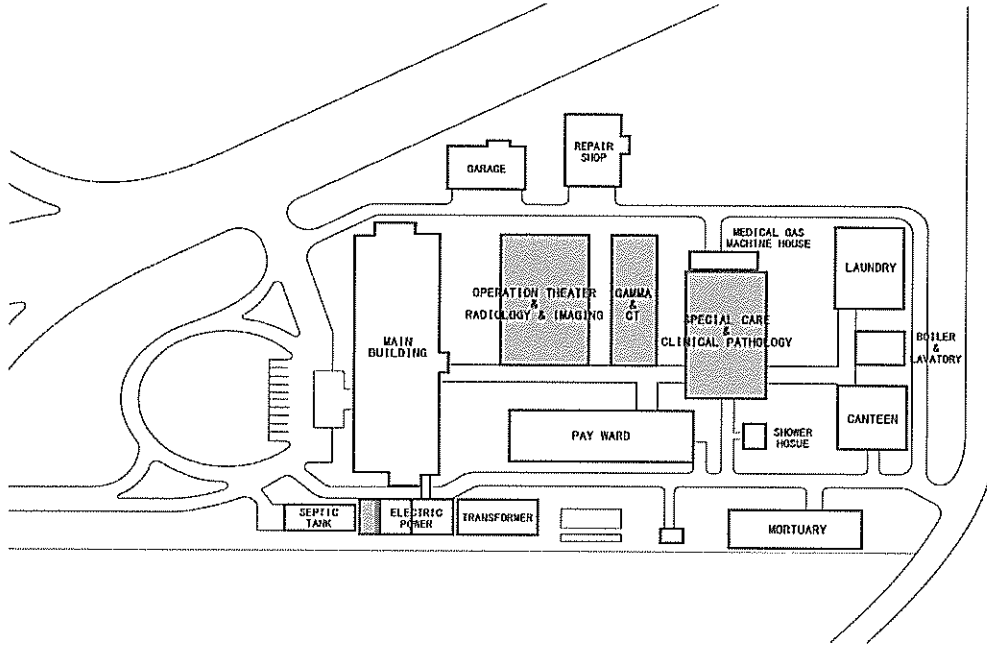 REPAIR
SHOP
GARAGE
MEDICAL GAS
MACHINE HOUSE
LAUNDRY
OPERATION THEATER
&
RADIOLOGY & IMAGING
GAMMA
&
CT
SPECIAL CARE
&
CLINICAL PATHOLOGY
MAIN
BUILDING
BOILER
&
LAVATORY
CANTEEN
PAY WARD
SHOWER
HOSUE
SEPTIC
TANK
ELECTRIC
POWER
TRANSFORMER
MORTUARY